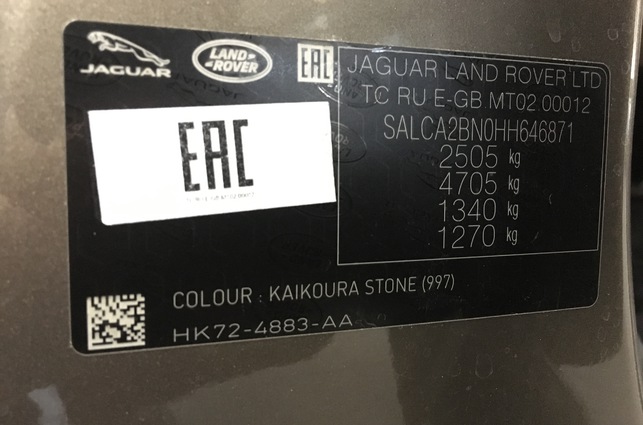 JAGUAR
LAND ROVER
EAC
JAGUAR LAND ROVER LTD
TC RU E-GB MT02.00012
SALCA2BN0HH646871
2505 kg
4705 kg
1340 kg
1270 kg
EAC
COLOUR : KAIKOURA STONE (997)
HK72-4883-AA